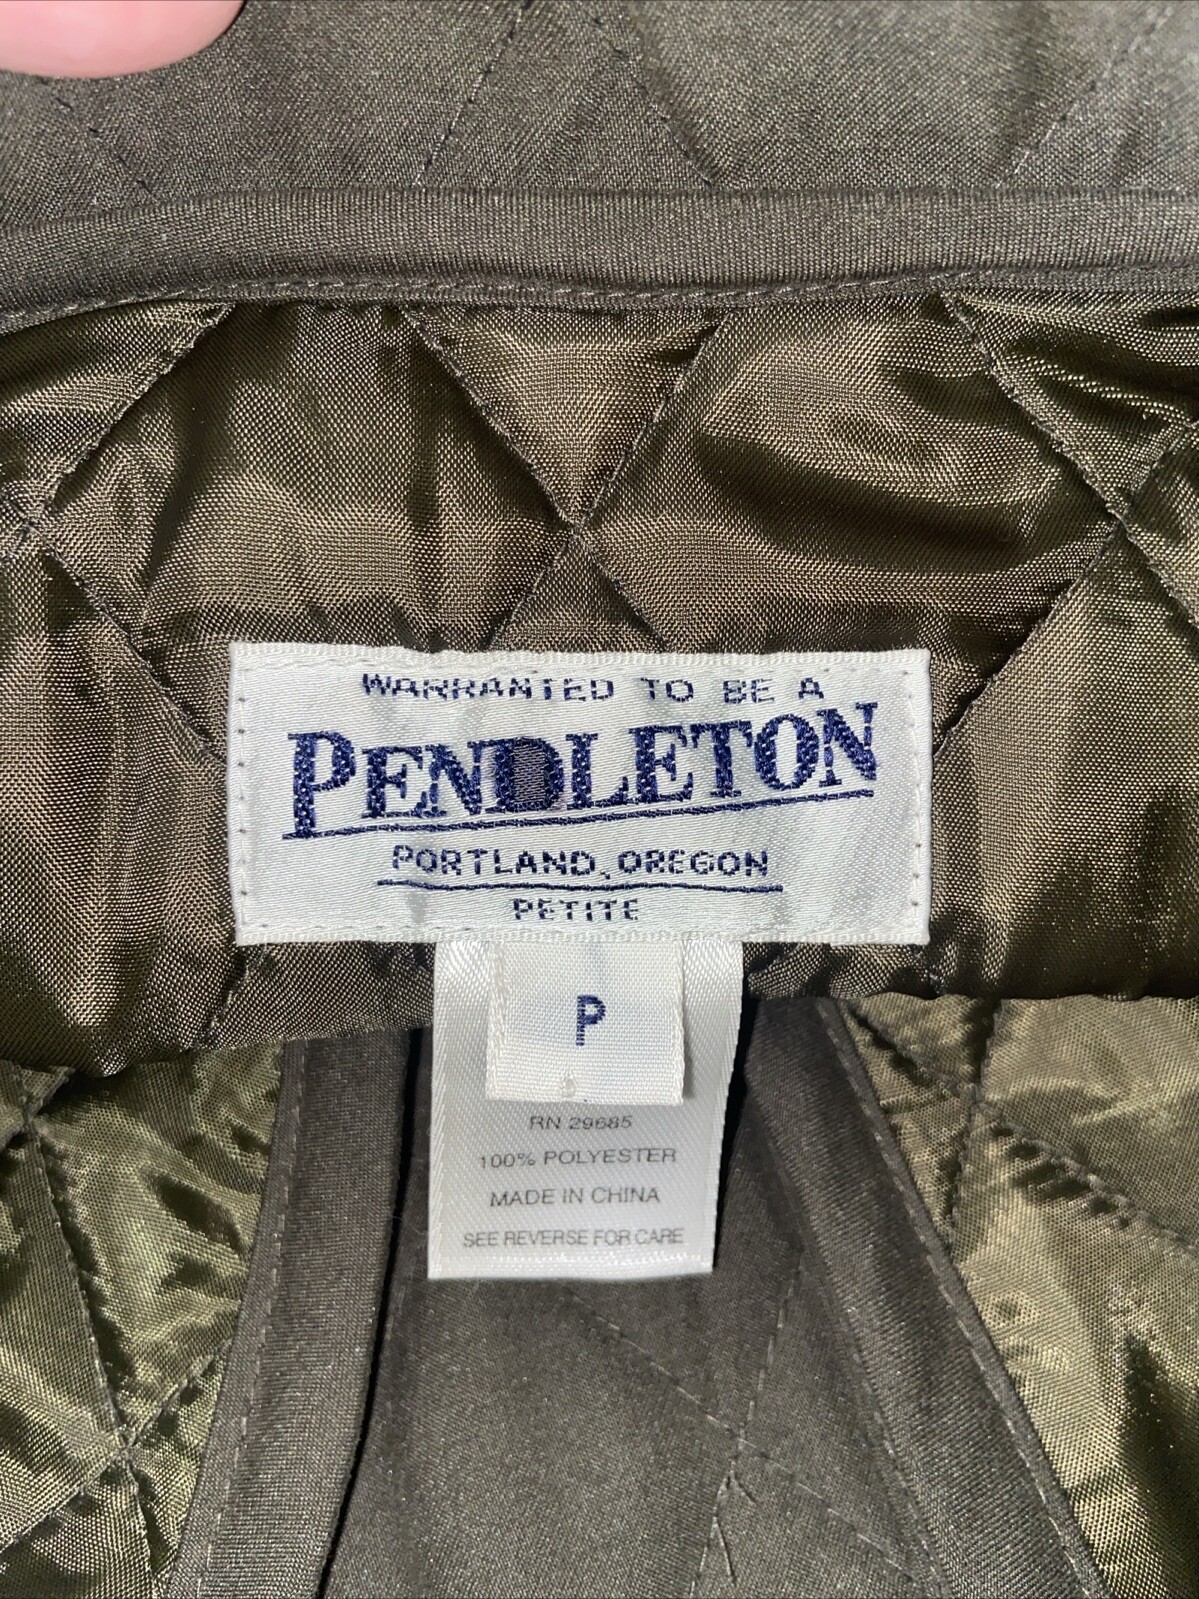 WARRANTED TO BE A
PENDLETON
PORTLAND, OREGON
PETITE
P
RN 29685
100% POLYESTER
MADE IN CHINA
SEE REVERSE FOR CARE